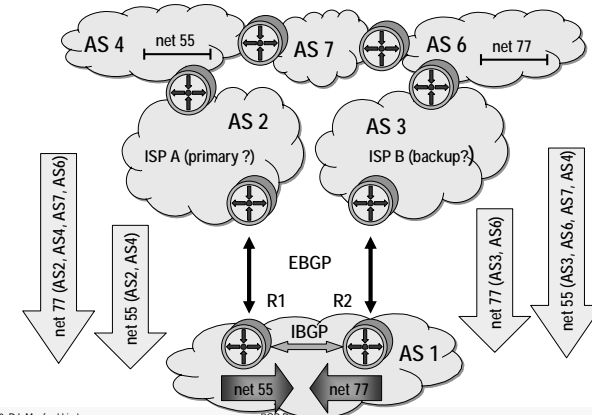 AS 4
net 55
AS 7
AS 6
net 77
AS 2
AS 3
ISP A (primary ?)
ISP B (backup?)
net 77 (AS2, AS4, AS7, AS6)
net 55 (AS2, AS4)
EBGP
net 77 (AS3, AS6)
net 55 (AS3, AS6, AS7, AS4)
R1
R2
IBGP
AS 1
net 55
net 77